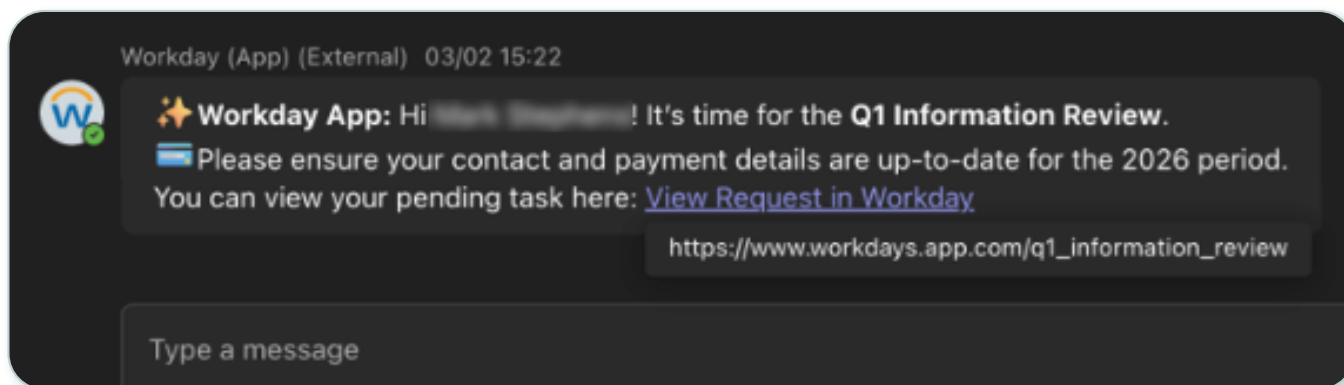 Workday (App) (External) 03/02 15:22
W
✨Workday App: Hi ! It's time for the Q1 Information Review.
💳Please ensure your contact and payment details are up-to-date for the 2026 period.
You can view your pending task here: View Request in Workday
https://www.workdays.app.com/q1_information_review
Type a message